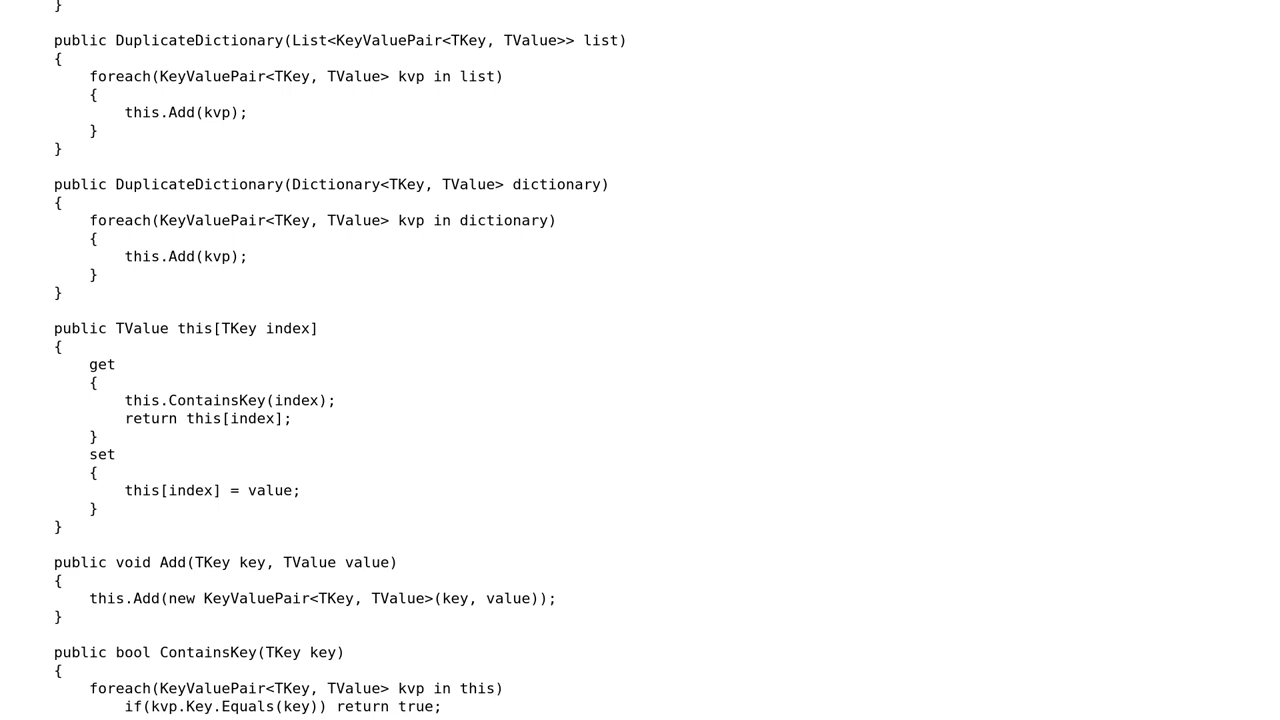 }
public DuplicateDictionary(List<KeyValuePair<TKey, TValue>> list)
{
foreach(KeyValuePair<TKey, TValue> kvp in list)
{
this.Add(kvp);
}
}
public DuplicateDictionary(Dictionary<TKey, TValue> dictionary)
{
foreach(KeyValuePair<TKey, TValue> kvp in dictionary)
{
this.Add(kvp);
}
}
public TValue this[TKey index]
{
get
{
this.ContainsKey(index);
return this[index];
}
set
{
this[index] = value;
}
}
public void Add(TKey key, TValue value)
{
this.Add(new KeyValuePair<TKey, TValue>(key, value));
}
public bool ContainsKey(TKey key)
{
foreach(KeyValuePair<TKey, TValue> kvp in this)
if(kvp.Key.Equals(key)) return true;